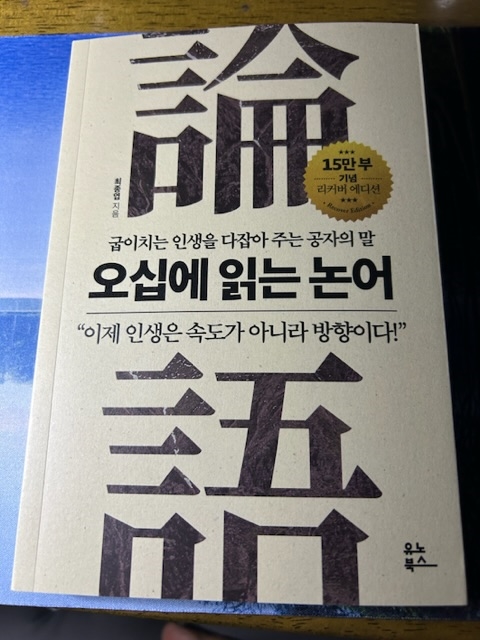 論
최종엽 지음
★★★
15만 부
기념
리커버 에디션
★★★
Recover Edition
굽이치는 인생을 다잡아 주는 공자의 말
오십에 읽는 논어
“이제 인생은 속도가 아니라 방향이다!”
語
유노
북스